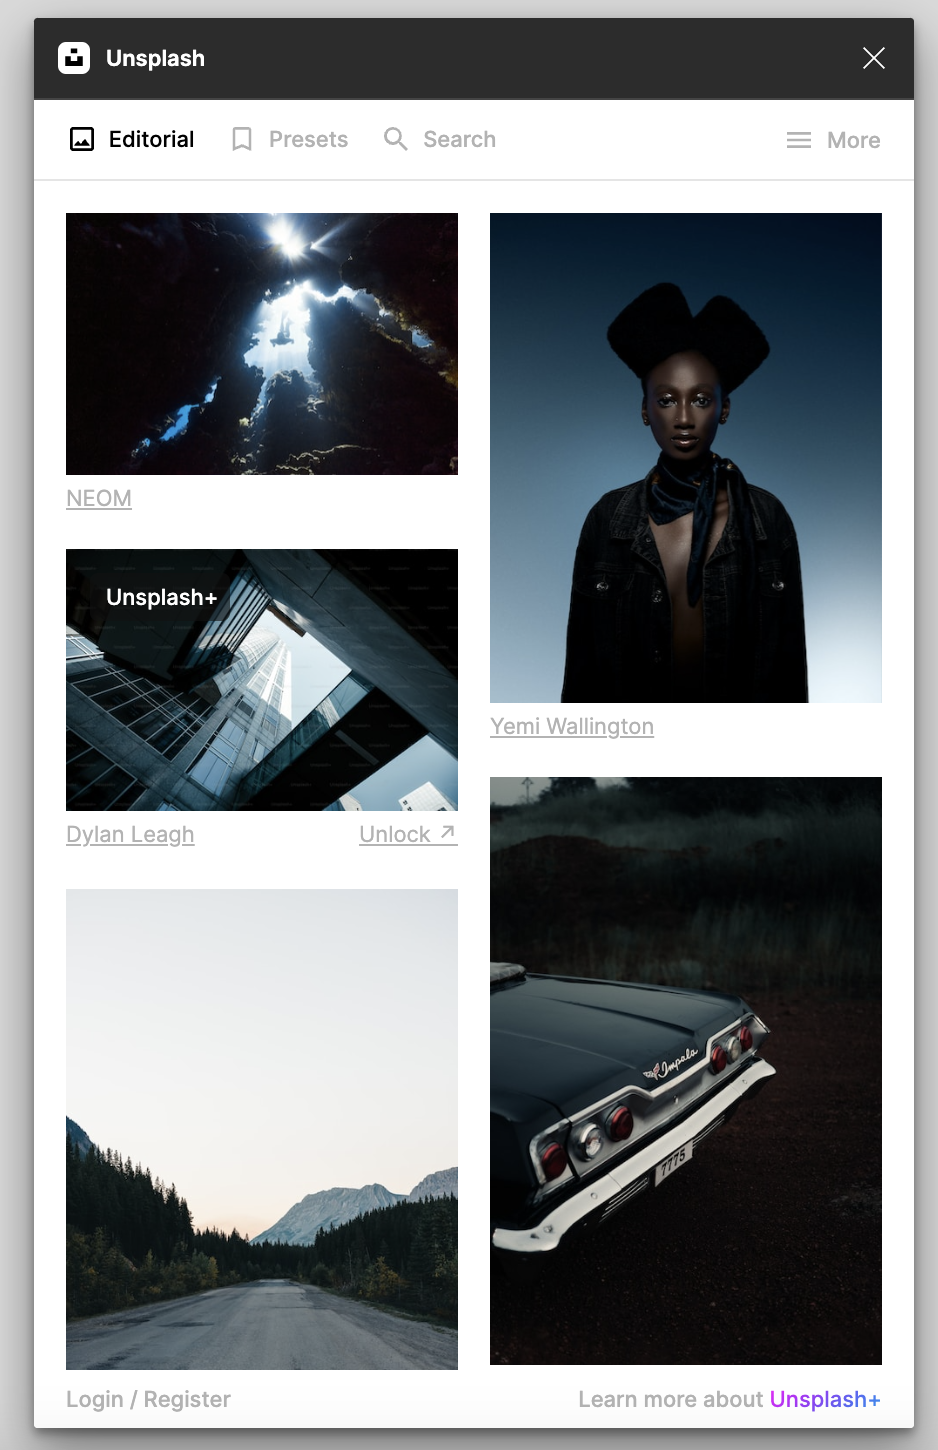 Unsplash
Editorial
Presets
Search
More
NEOM
Unsplash+
Dylan Leagh
Unlock ↗
Yemi Wallington
Impala
7775
Login / Register
Learn more about Unsplash+